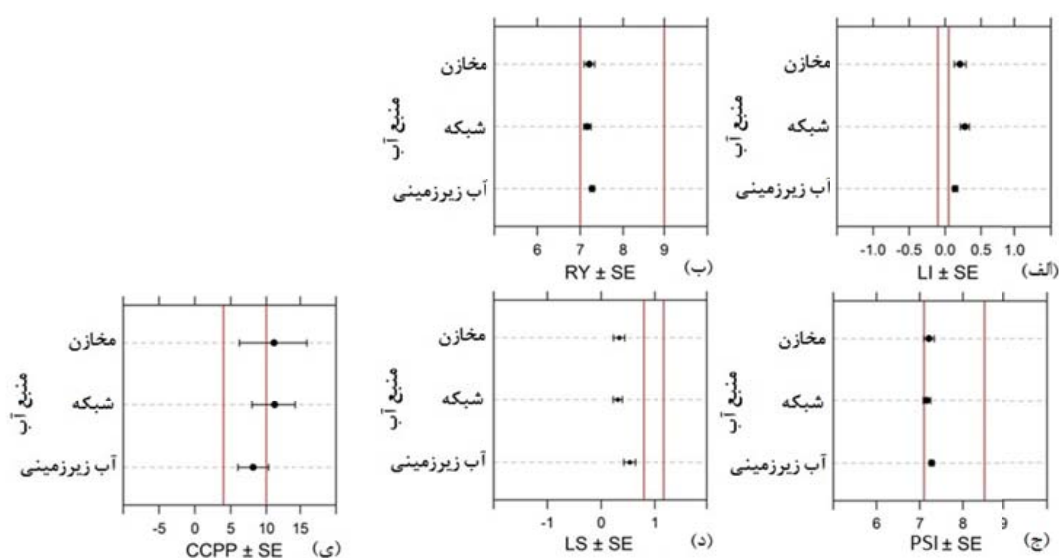 مخازن
شبکه
آب زیرزمینی
منبع آب
-1.0 -0.5 0.0 0.5 1.0
LI ± SE
(الف)
مخازن
شبکه
آب زیرزمینی
منبع آب
6 7 8 9
RY ± SE
(ب)
مخازن
شبکه
آب زیرزمینی
منبع آب
6 7 8 9
PSI ± SE
(ج)
مخازن
شبکه
آب زیرزمینی
منبع آب
-1 0 1
LS ± SE
(د)
مخازن
شبکه
آب زیرزمینی
منبع آب
-5 0 5 10 15
CCPP ± SE
(ی)